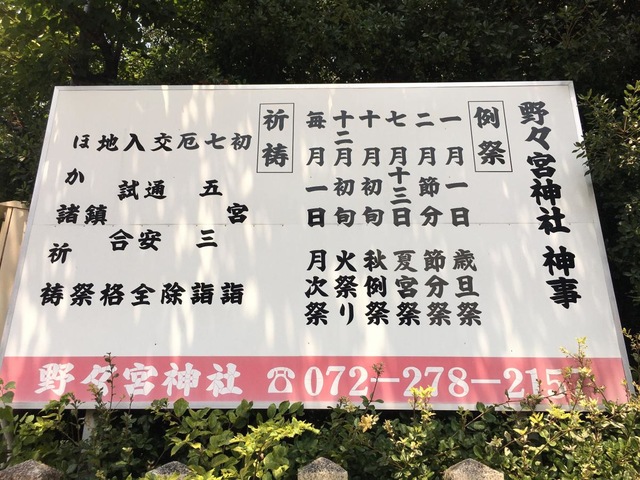 野々宮神社 神事
例祭
一月一日 歳旦祭
二月節分 節分祭
七月十三日 夏宮祭
十月初旬 秋例祭
十二月初旬 火祭り
毎月一日 月次祭
祈祷
初宮詣
七五三詣
厄除
交通安全
入試合格
地鎮祭
ほか諸祈祷
野々宮神社 ☎072-278-215